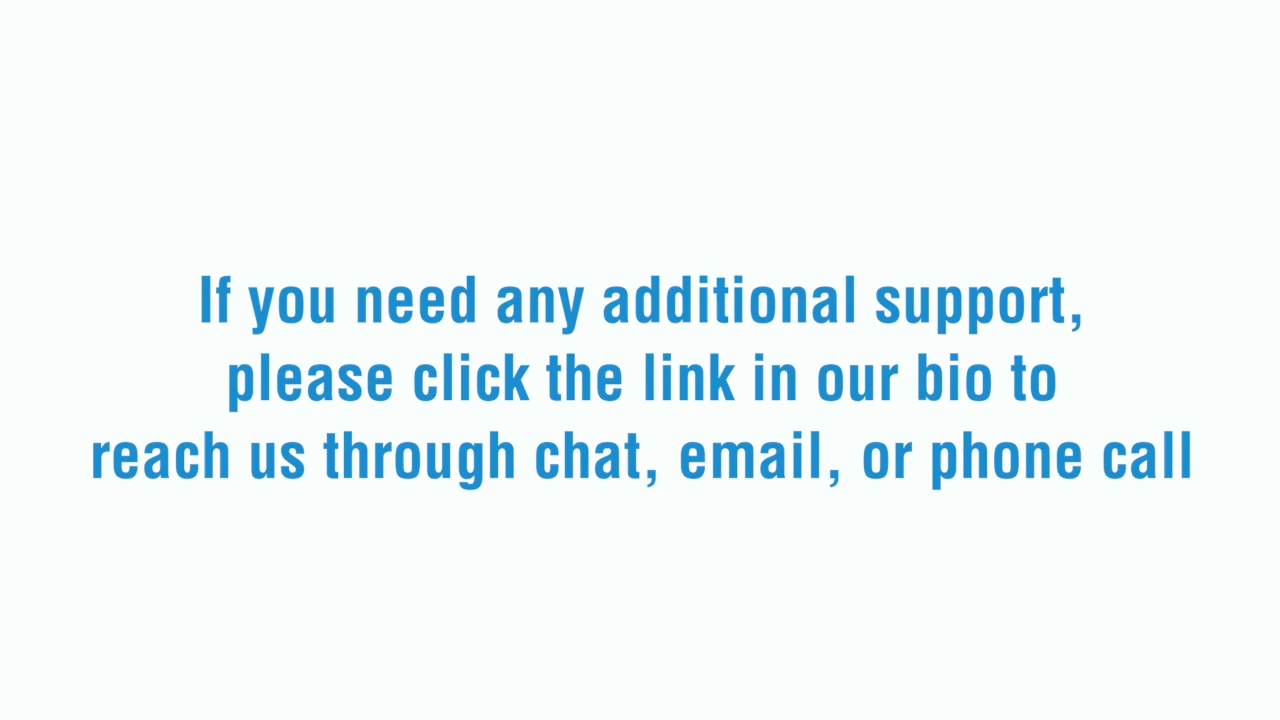 If you need any additional support,
please click the link in our bio to
reach us through chat, email, or phone call